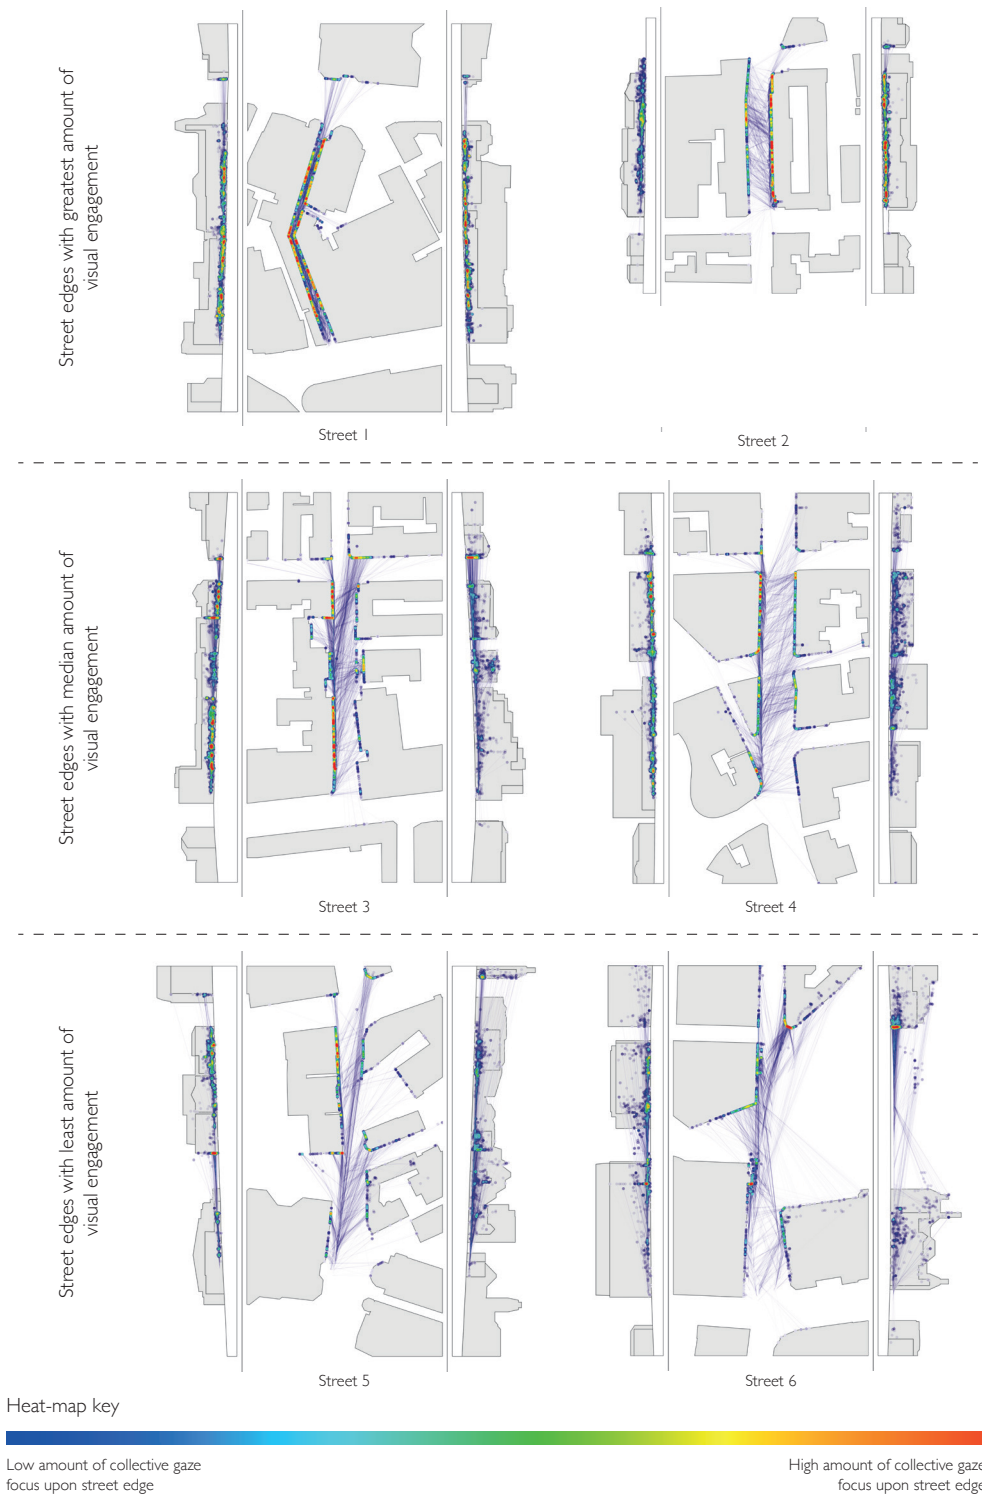 Street edges with greatest amount of
visual engagement
Street 1
Street 2
Street edges with median amount of
visual engagement
Street 3
Street 4
Street edges with least amount of
visual engagement
Street 5
Street 6
Heat-map key
Low amount of collective gaze
focus upon street edge
High amount of collective gaze
focus upon street edge